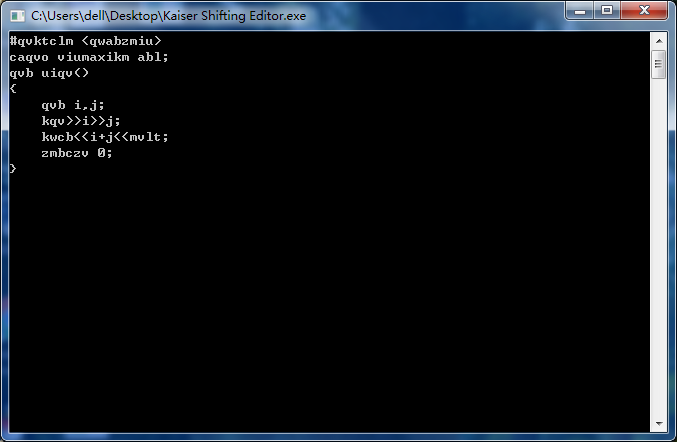 C:\Users\dell\Desktop\Kaiser Shifting Editor.exe
#qvktclm <qwabzmiu>
caqvo viumaxikm abl;
qvb uiqv()
{
    qvb i,j;
    kqv>>i>>j;
    kwcb<<i+j<<mvlt;
    zmbczv 0;
}